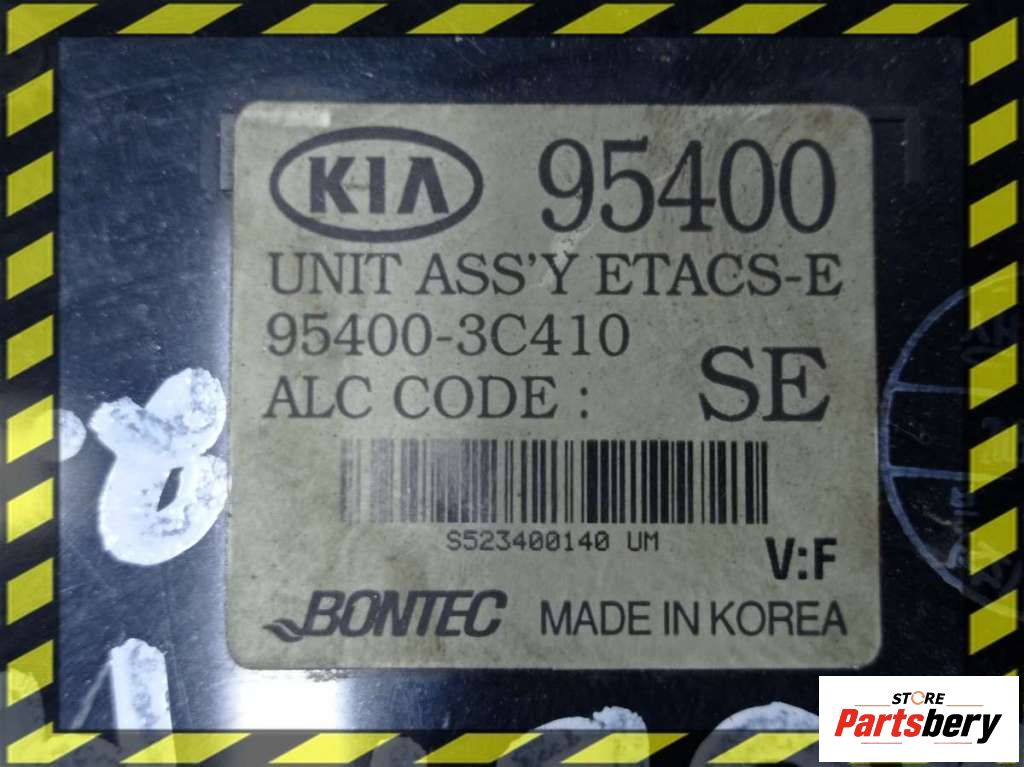 KIA 95400
UNIT ASS'Y ETACS-E
95400-3C410
ALC CODE : SE
S523400140 UM
V:F
BONTEC MADE IN KOREA
STORE
Partsbery